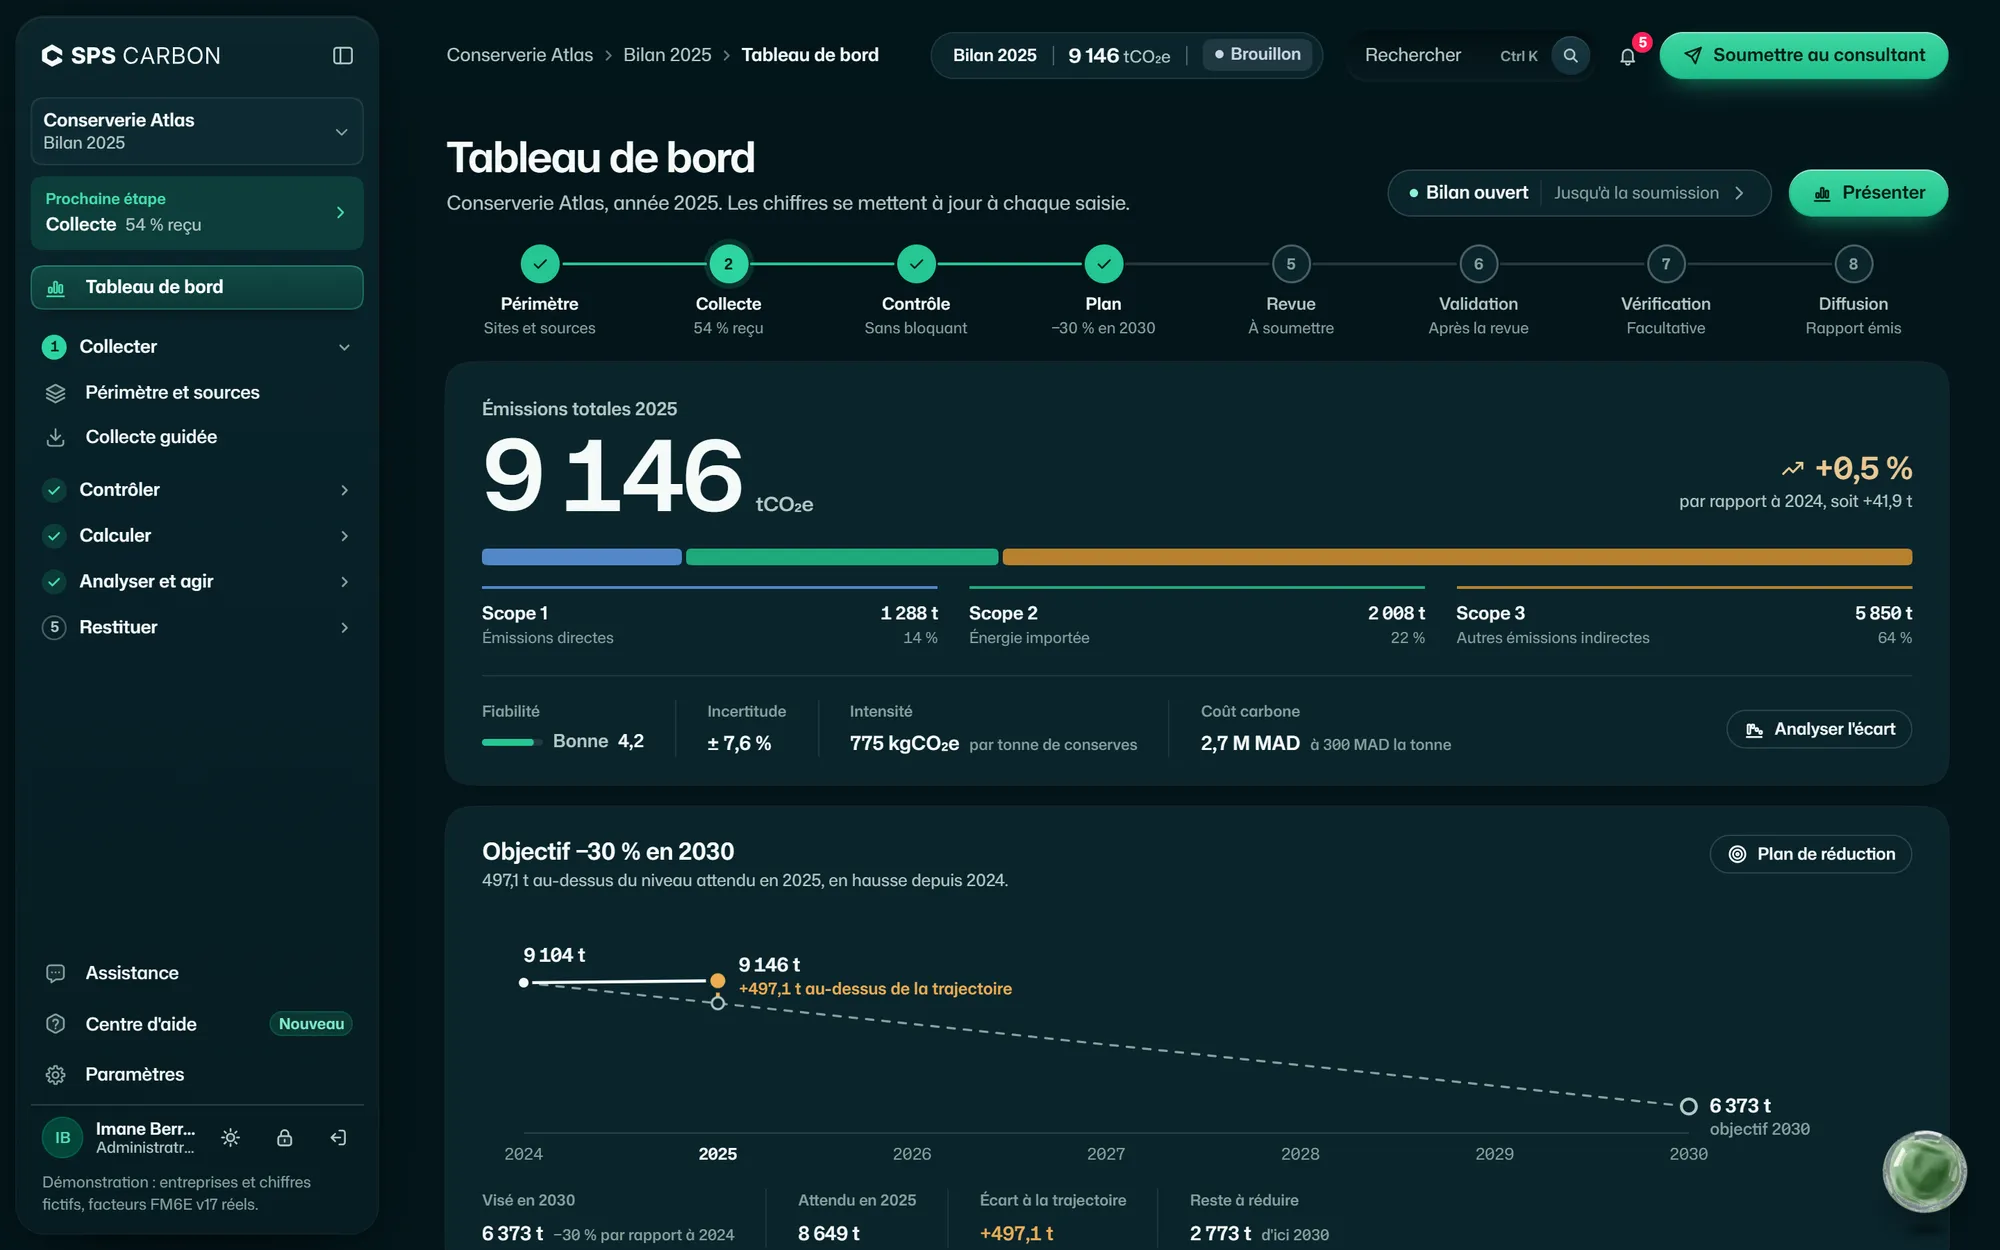 SPS CARBON
Conserverie Atlas
Bilan 2025
Prochaine étape
Collecte 54 % reçu
Tableau de bord
1 Collecter
Périmètre et sources
Collecte guidée
Contrôler
Calculer
Analyser et agir
5 Restituer
Assistance
Centre d'aide Nouveau
Paramètres
IB Imane Berr...
Administratr...
Démonstration : entreprises et chiffres
fictifs, facteurs FM6E v17 réels.
Conserverie Atlas > Bilan 2025 > Tableau de bord
Bilan 2025 | 9 146 tCO₂e | Brouillon
Rechercher Ctrl K
5
Soumettre au consultant
Tableau de bord
Conserverie Atlas, année 2025. Les chiffres se mettent à jour à chaque saisie.
Bilan ouvert Jusqu'à la soumission
Présenter
2 5 6 7 8
Périmètre Collecte Contrôle Plan Revue Validation Vérification Diffusion
Sites et sources 54 % reçu Sans bloquant −30 % en 2030 À soumettre Après la revue Facultative Rapport émis
Émissions totales 2025
9 146 tCO₂e
+0,5 %
par rapport à 2024, soit +41,9 t
Scope 1 1 288 t Scope 2 2 008 t Scope 3 5 850 t
Émissions directes 14 % Énergie importée 22 % Autres émissions indirectes 64 %
Fiabilité Incertitude Intensité Coût carbone
Bonne 4,2 ± 7,6 % 775 kgCO₂e par tonne de conserves 2,7 M MAD à 300 MAD la tonne
Analyser l'écart
Objectif −30 % en 2030
497,1 t au-dessus du niveau attendu en 2025, en hausse depuis 2024.
Plan de réduction
9 104 t
9 146 t
+497,1 t au-dessus de la trajectoire
6 373 t
objectif 2030
2024 2025 2026 2027 2028 2029 2030
Visé en 2030 Attendu en 2025 Écart à la trajectoire Reste à réduire
6 373 t −30 % par rapport à 2024 8 649 t +497,1 t 2 773 t d'ici 2030